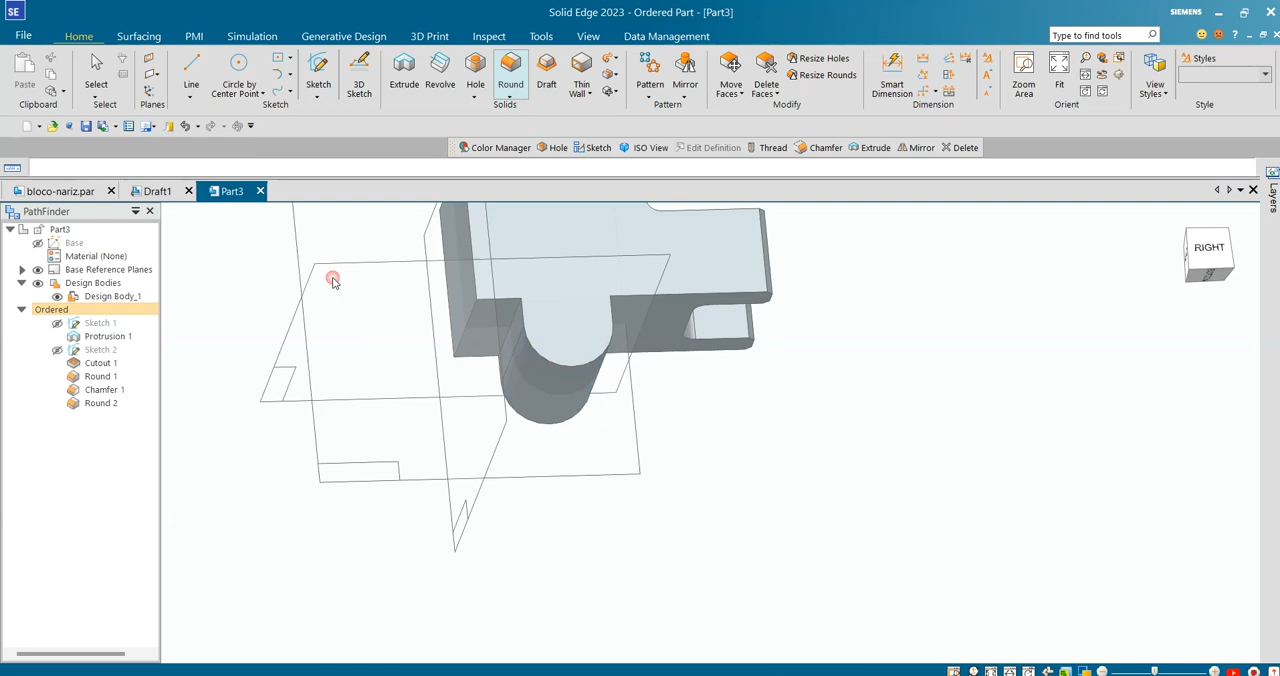 SE
Solid Edge 2023 - Ordered Part - [Part3]
SIEMENS
File Home Surfacing PMI Simulation Generative Design 3D Print Inspect Tools View Data Management
Type to find tools
Paste
Select
Line
Circle by Center Point
Sketch
3D Sketch
Extrude
Revolve
Hole
Round
Draft
Thin Wall
Pattern
Mirror
Move Faces
Delete Faces
Resize Holes
Resize Rounds
Smart Dimension
Zoom Area
Fit
View Styles
Styles
Clipboard Select Planes Sketch Solids Pattern Modify Dimension Orient Style
Color Manager Hole Sketch ISO View Edit Definition Thread Chamfer Extrude Mirror Delete
bloco-nariz.par Draft1 Part3
PathFinder
Part3
Base
Material (None)
Base Reference Planes
Design Bodies
Design Body_1
Ordered
Sketch 1
Protrusion 1
Sketch 2
Cutout 1
Round 1
Chamfer 1
Round 2
RIGHT
Layers